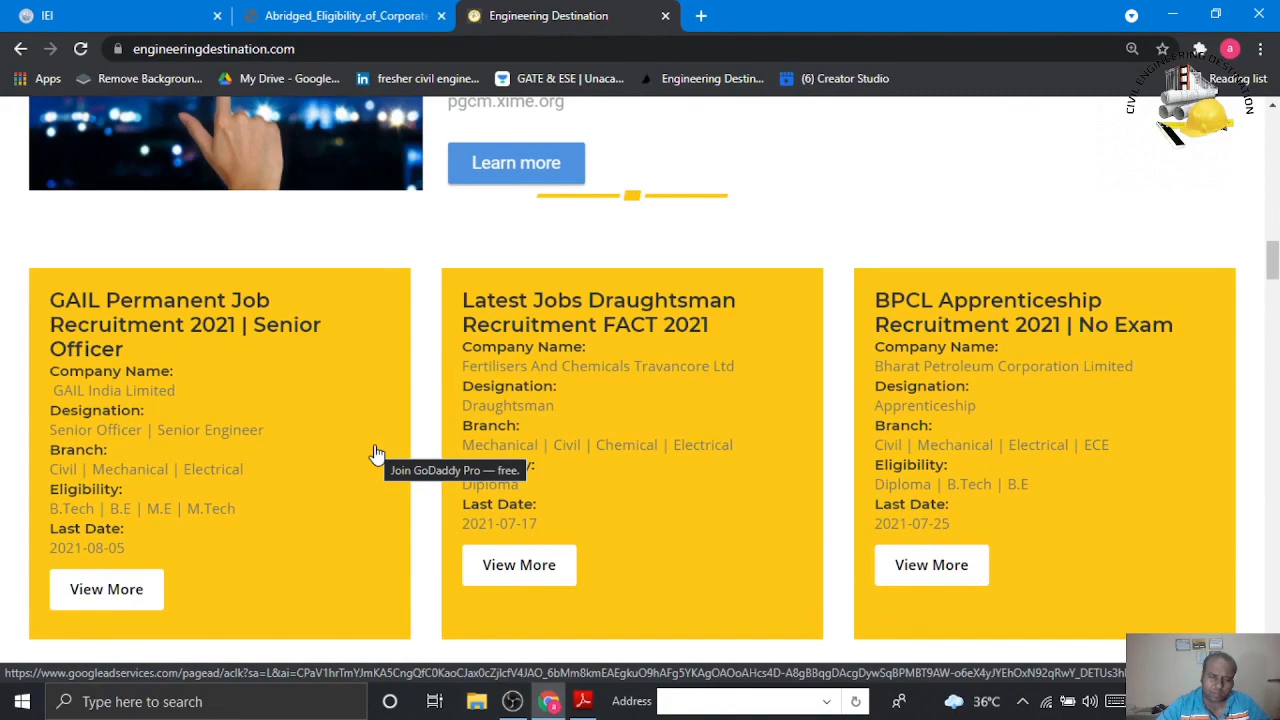 IEI
Abridged_Eligibility_of_Corporate
Engineering Destination
engineeringdestination.com
a
Apps
Remove Backgroun...
My Drive - Google...
fresher civil engine...
GATE & ESE | Unaca...
Engineering Destin...
(6) Creator Studio
Reading list
CIVIL ENGINEERING DESTINATION
pgcm.xime.org
Learn more
GAIL Permanent Job
Recruitment 2021 | Senior
Officer
Company Name:
GAIL India Limited
Designation:
Senior Officer | Senior Engineer
Branch:
Civil | Mechanical | Electrical
Eligibility:
B.Tech | B.E | M.E | M.Tech
Last Date:
2021-08-05
View More
Latest Jobs Draughtsman
Recruitment FACT 2021
Company Name:
Fertilisers And Chemicals Travancore Ltd
Designation:
Draughtsman
Branch:
Mechanical | Civil | Chemical | Electrical
y:
Diploma
Last Date:
2021-07-17
View More
BPCL Apprenticeship
Recruitment 2021 | No Exam
Company Name:
Bharat Petroleum Corporation Limited
Designation:
Apprenticeship
Branch:
Civil | Mechanical | Electrical | ECE
Eligibility:
Diploma | B.Tech | B.E
Last Date:
2021-07-25
View More
Join GoDaddy Pro — free.
Type here to search
Address
36°C